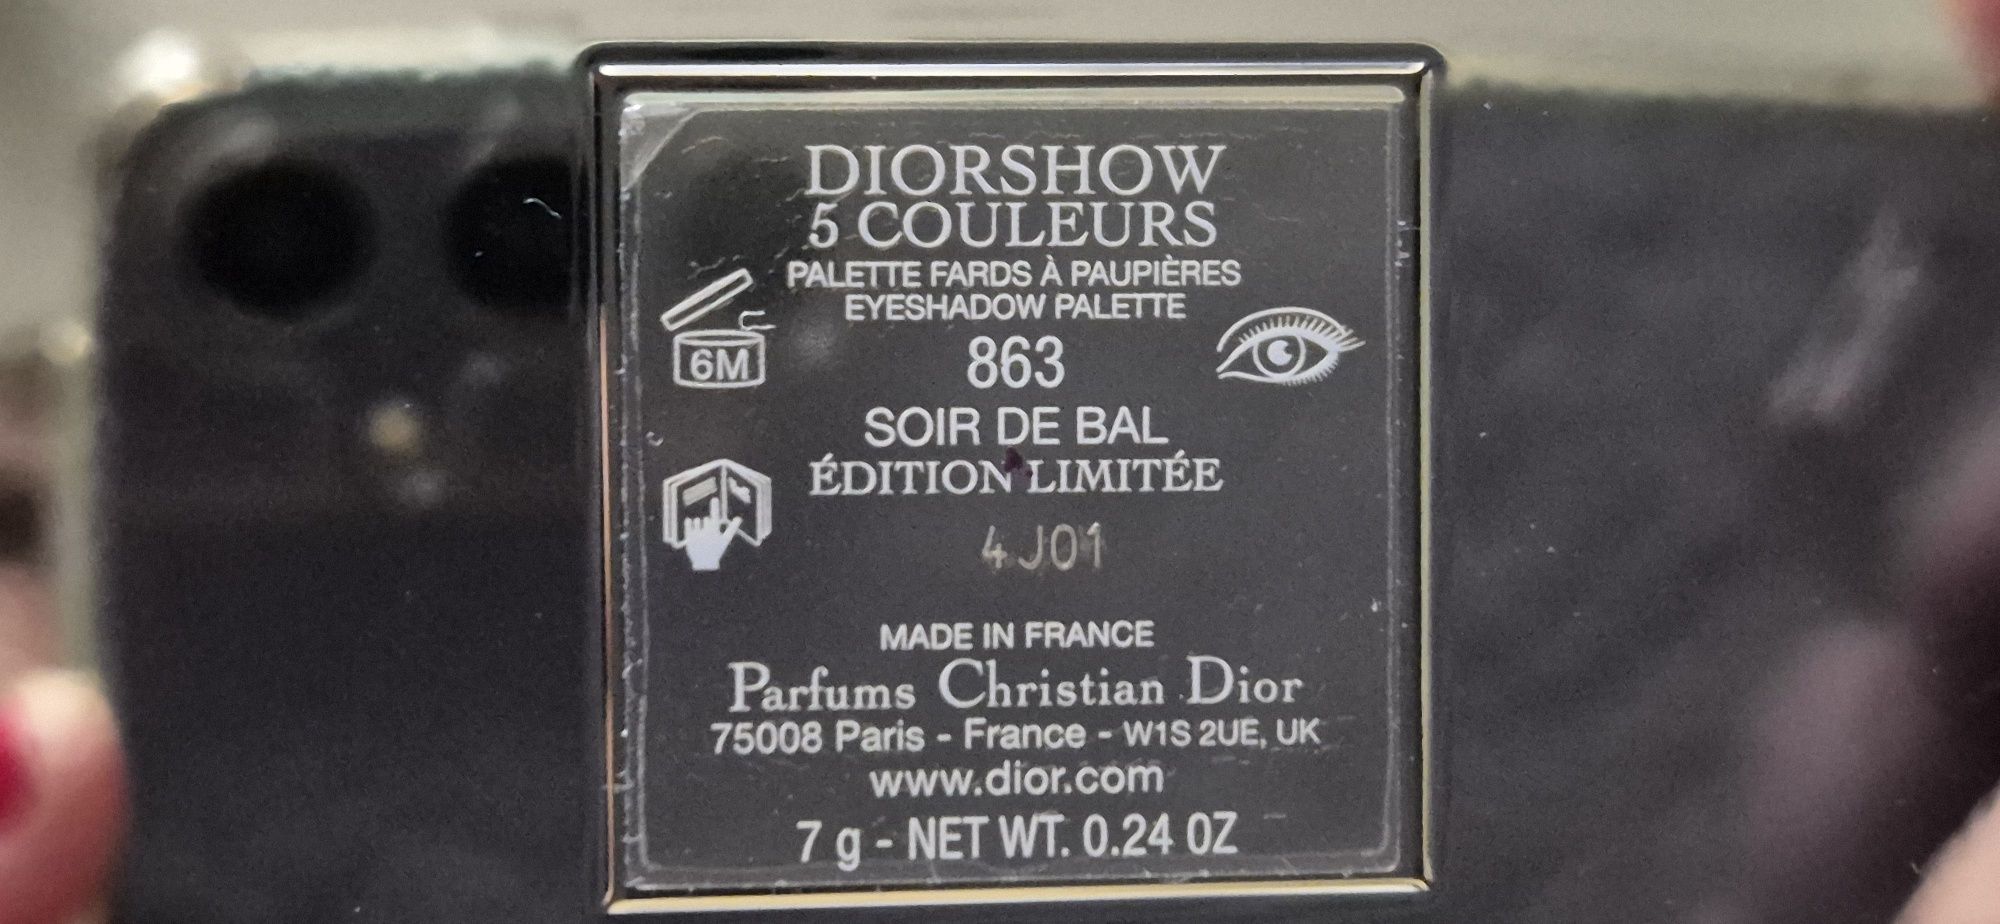 DIORSHOW
5 COULEURS
PALETTE FARDS À PAUPIÈRES
EYESHADOW PALETTE
6M
863
SOIR DE BAL
ÉDITION LIMITÉE
4J01
MADE IN FRANCE
Parfums Christian Dior
75008 Paris - France - W1S 2UE, UK
www.dior.com
7 g - NET WT. 0.24 OZ